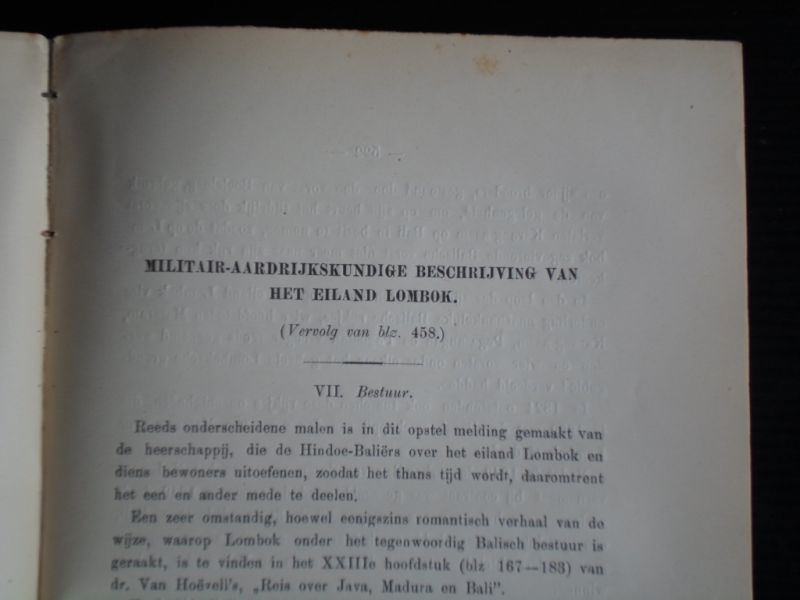 MILITAIR-AARDRIJKSKUNDIGE BESCHRIJVING VAN
HET EILAND LOMBOK.
(Vervolg van blz. 458.)
VII. Bestuur.
Reeds onderscheidene malen is in dit opstel melding gemaakt van
de heerschappij, die de Hindoe-Baliërs over het eiland Lombok en
diens bewoners uitoefenen, zoodat het thans tijd wordt, daaromtrent
het een en ander mede te deelen.
Een zeer omstandig, hoewel eenigszins romantisch verhaal van de
wijze, waarop Lombok onder het tegenwoordig Balisch bestuur is
geraakt, is te vinden in het XXIIIe hoofdstuk (blz 167—183) van
dr. Van Hoëvell's, „Reis over Java, Madura en Bali".